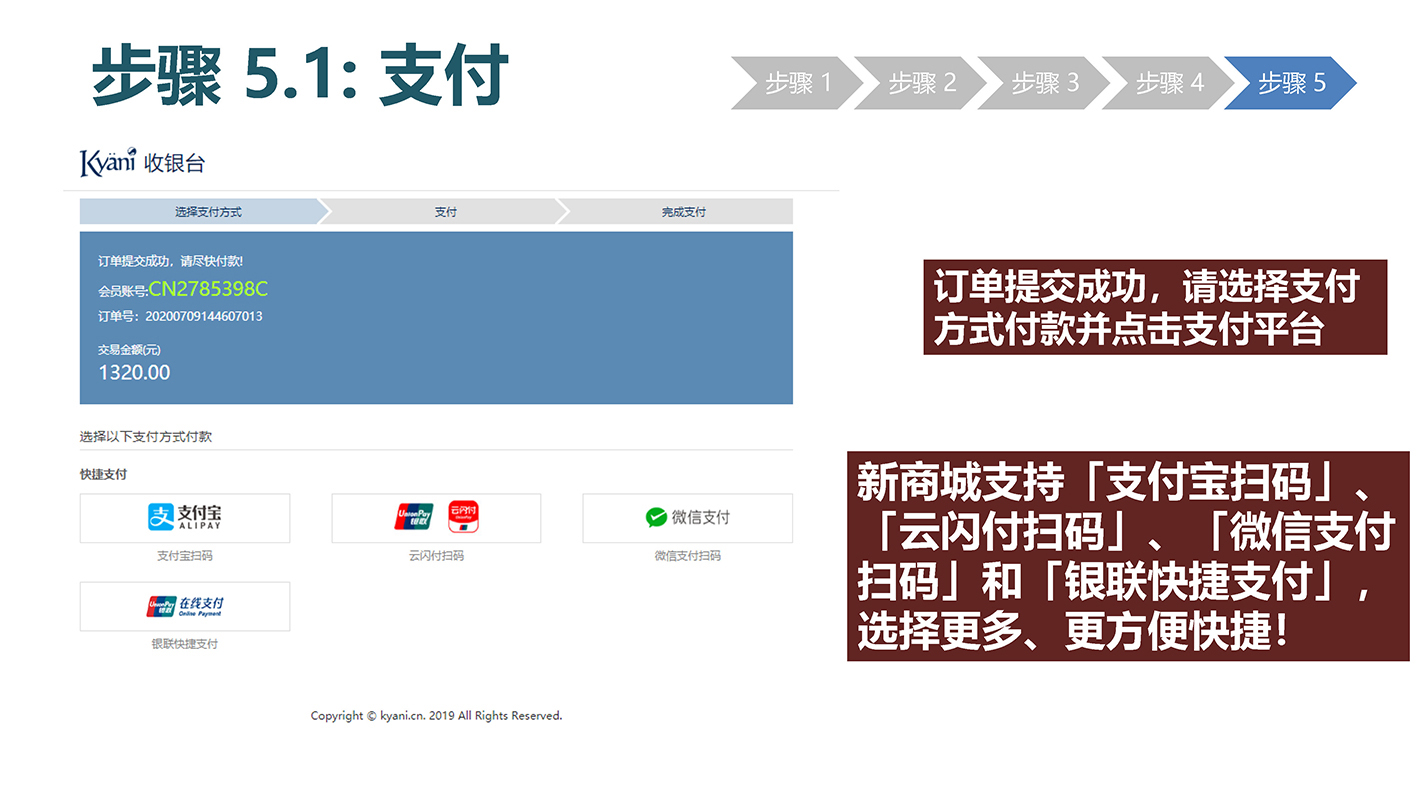 步骤 5.1: 支付
步骤 1
步骤 2
步骤 3
步骤 4
步骤 5
Kyäni 收银台
选择支付方式
支付
完成支付
订单提交成功，请尽快付款!
会员账号:CN2785398C
订单号：20200709144607013
交易金额(元)
1320.00
订单提交成功，请选择支付
方式付款并点击支付平台
选择以下支付方式付款
快捷支付
支付宝
ALIPAY
UnionPay
银联
云闪付
微信支付
支付宝扫码
云闪付扫码
微信支付扫码
UnionPay
银联
在线支付
Online Payment
银联快捷支付
新商城支持「支付宝扫码」、
「云闪付扫码」、「微信支付
扫码」和「银联快捷支付」，
选择更多、更方便快捷！
Copyright © kyani.cn. 2019 All Rights Reserved.